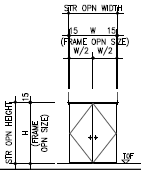 STR OPN WIDTH
15 W 15
(FRAME OPN SIZE)
W/2 W/2
STR OPN HEIGHT
15
H
(FRAME
OPN SIZE)
TOF